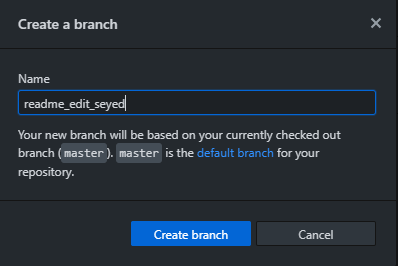 Create a branch
Name
readme_edit_seyed
Your new branch will be based on your currently checked out
branch (master). master is the default branch for your
repository.
Create branch
Cancel